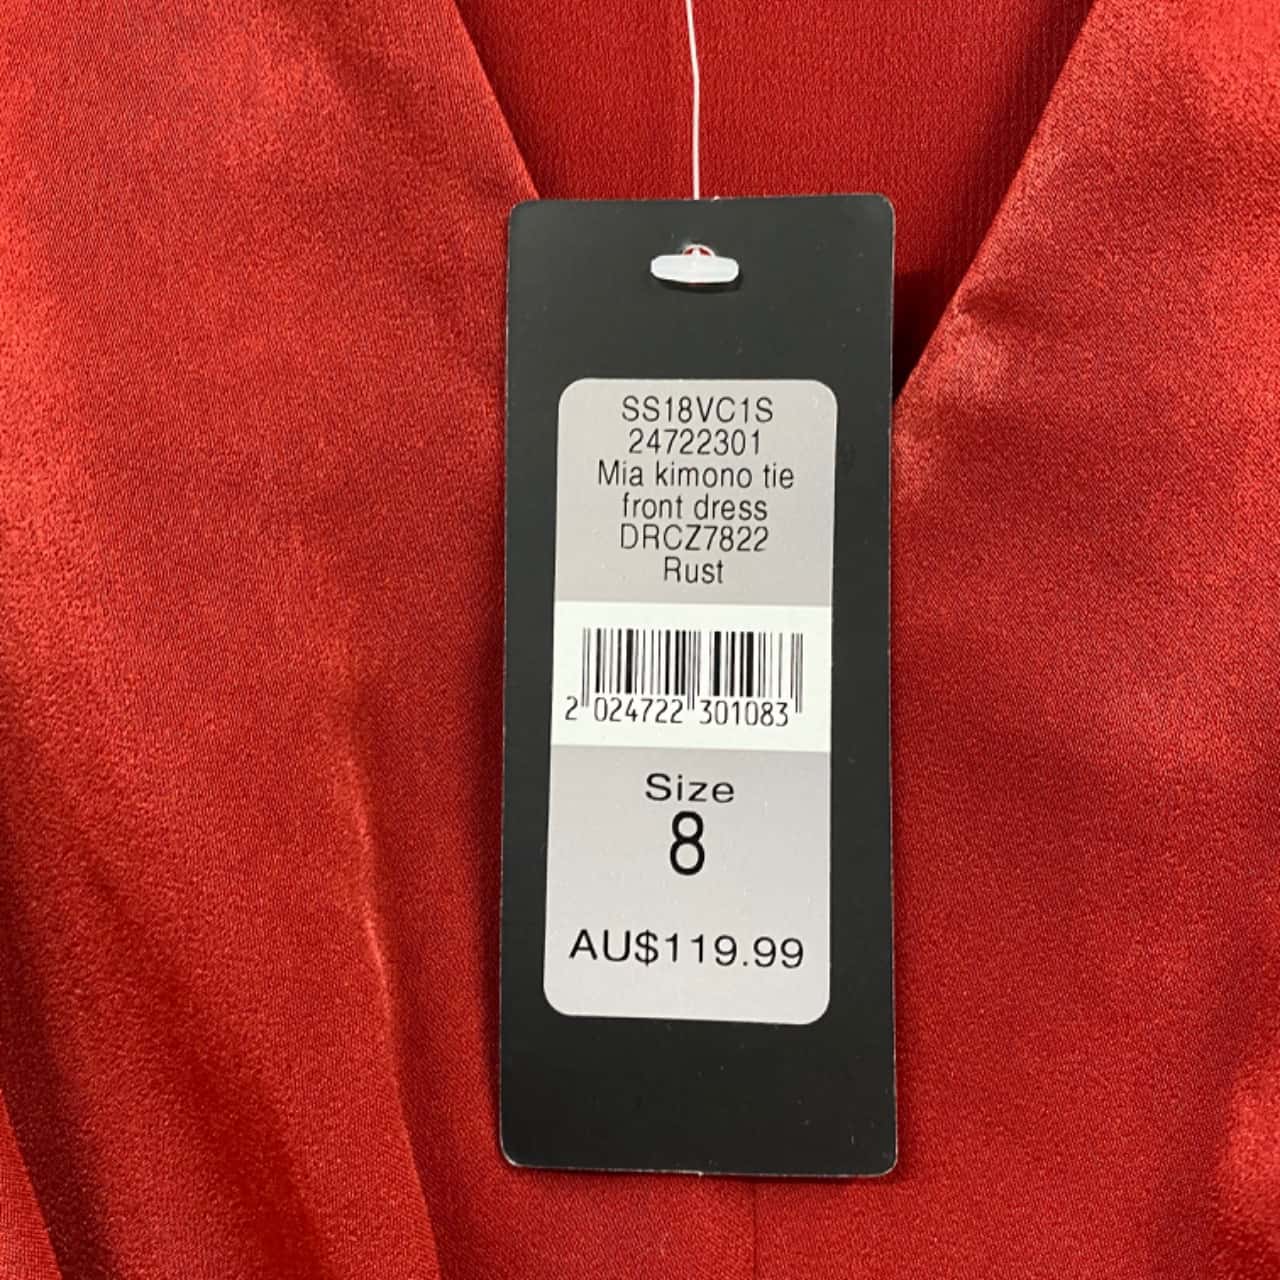 SS18VC1S
24722301
Mia kimono tie
front dress
DRCZ7822
Rust
2 024722 301083
Size
8
AU$119.99